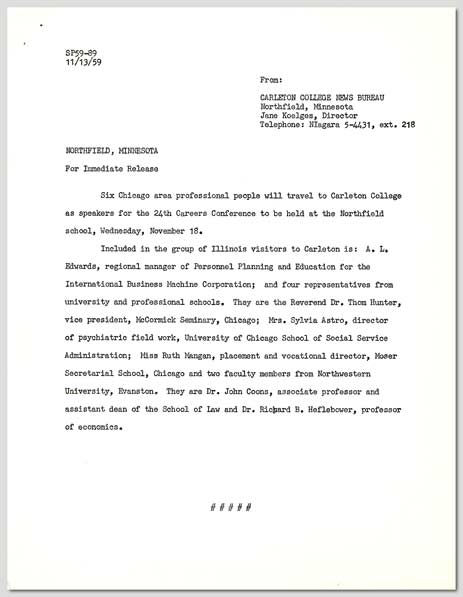 SP59-89
11/13/59
From:
CARLETON COLLEGE NEWS BUREAU
Northfield, Minnesota
Jane Koelges, Director
Telephone: NIagara 5-4431, ext. 218
NORTHFIELD, MINNESOTA
For Immediate Release
Six Chicago area professional people will travel to Carleton College
as speakers for the 24th Careers Conference to be held at the Northfield
school, Wednesday, November 18.
Included in the group of Illinois visitors to Carleton is: A. L.
Edwards, regional manager of Personnel Planning and Education for the
International Business Machine Corporation; and four representatives from
university and professional schools. They are the Reverend Dr. Thom Hunter,
vice president, McCormick Seminary, Chicago; Mrs. Sylvia Astro, director
of psychiatric field work, University of Chicago School of Social Service
Administration; Miss Ruth Mangan, placement and vocational director, Moser
Secretarial School, Chicago and two faculty members from Northwestern
University, Evanston. They are Dr. John Coons, associate professor and
assistant dean of the School of Law and Dr. Richard B. Heflebower, professor
of economics.
# # # # #